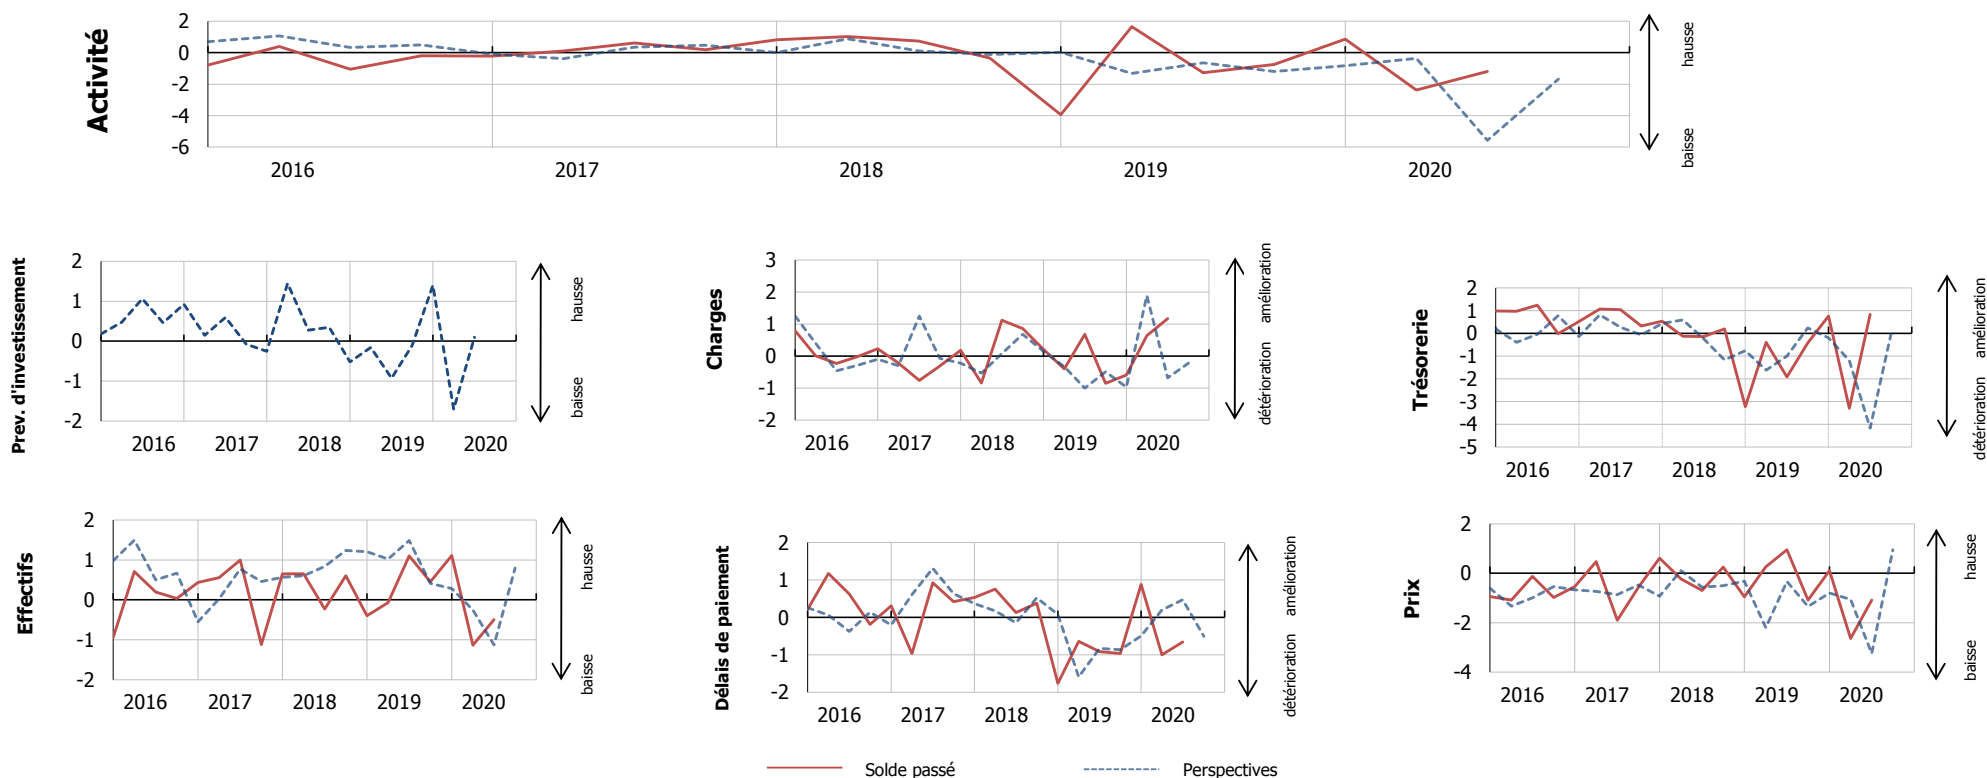 Activité
2
0
-2
-4
-6
2016 2017 2018 2019 2020
hausse
baisse
Prev. d'investissement
2
1
0
-1
-2
2016 2017 2018 2019 2020
hausse
baisse
Charges
3
2
1
0
-1
-2
2016 2017 2018 2019 2020
amélioration
détérioration
Trésorerie
2
1
0
-1
-2
-3
-4
-5
2016 2017 2018 2019 2020
amélioration
détérioration
Effectifs
2
1
0
-1
-2
2016 2017 2018 2019 2020
hausse
baisse
Délais de paiement
2
1
0
-1
-2
2016 2017 2018 2019 2020
amélioration
détérioration
Prix
2
0
-2
-4
2016 2017 2018 2019 2020
hausse
baisse
Solde passé Perspectives